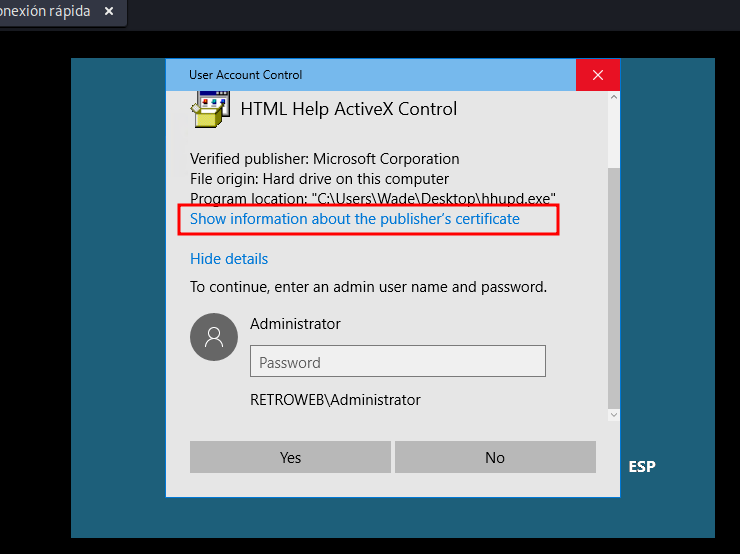 onexión rápida ×
User Account Control
HTML Help ActiveX Control
Verified publisher: Microsoft Corporation
File origin: Hard drive on this computer
Program location: "C:\Users\Wade\Desktop\hhupd.exe"
Show information about the publisher's certificate
Hide details
To continue, enter an admin user name and password.
Administrator
Password
RETROWEB\Administrator
Yes
No
ESP